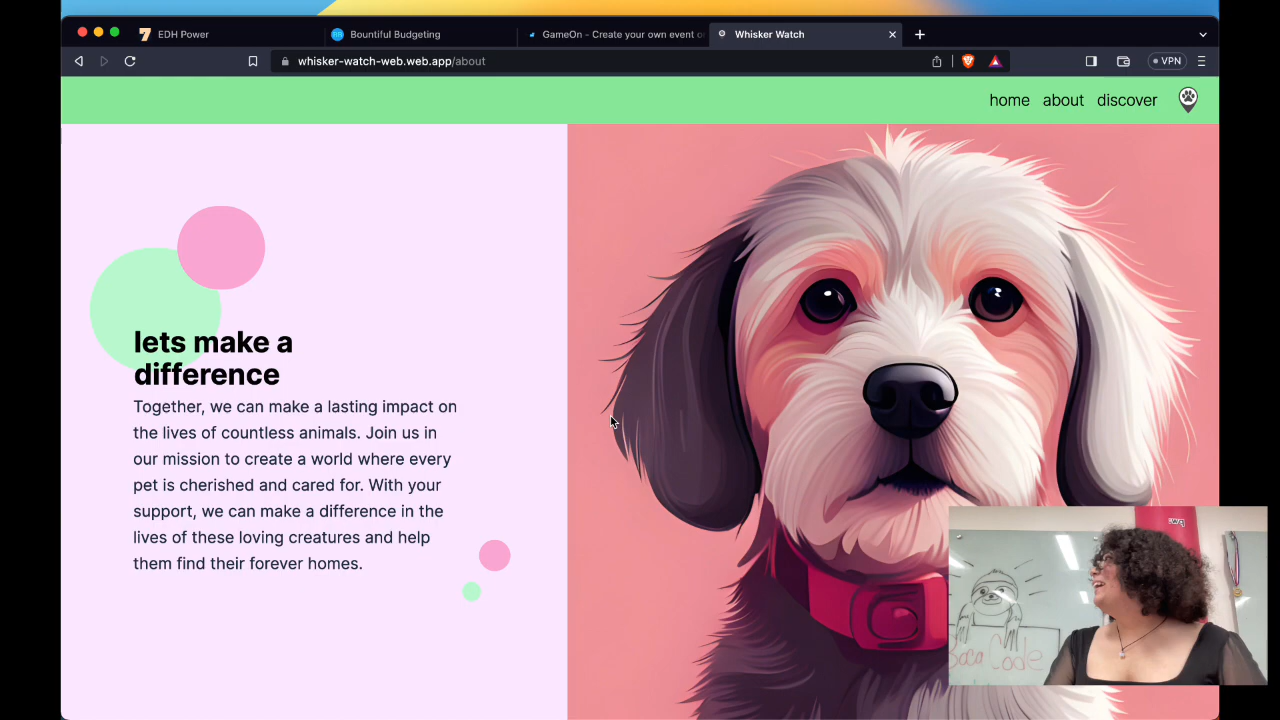 EDH Power
Bountiful Budgeting
GameOn - Create your own event o
Whisker Watch
whisker-watch-web.web.app/about
VPN
home about discover
lets make a
difference
Together, we can make a lasting impact on
the lives of countless animals. Join us in
our mission to create a world where every
pet is cherished and cared for. With your
support, we can make a difference in the
lives of these loving creatures and help
them find their forever homes.
Boca Code